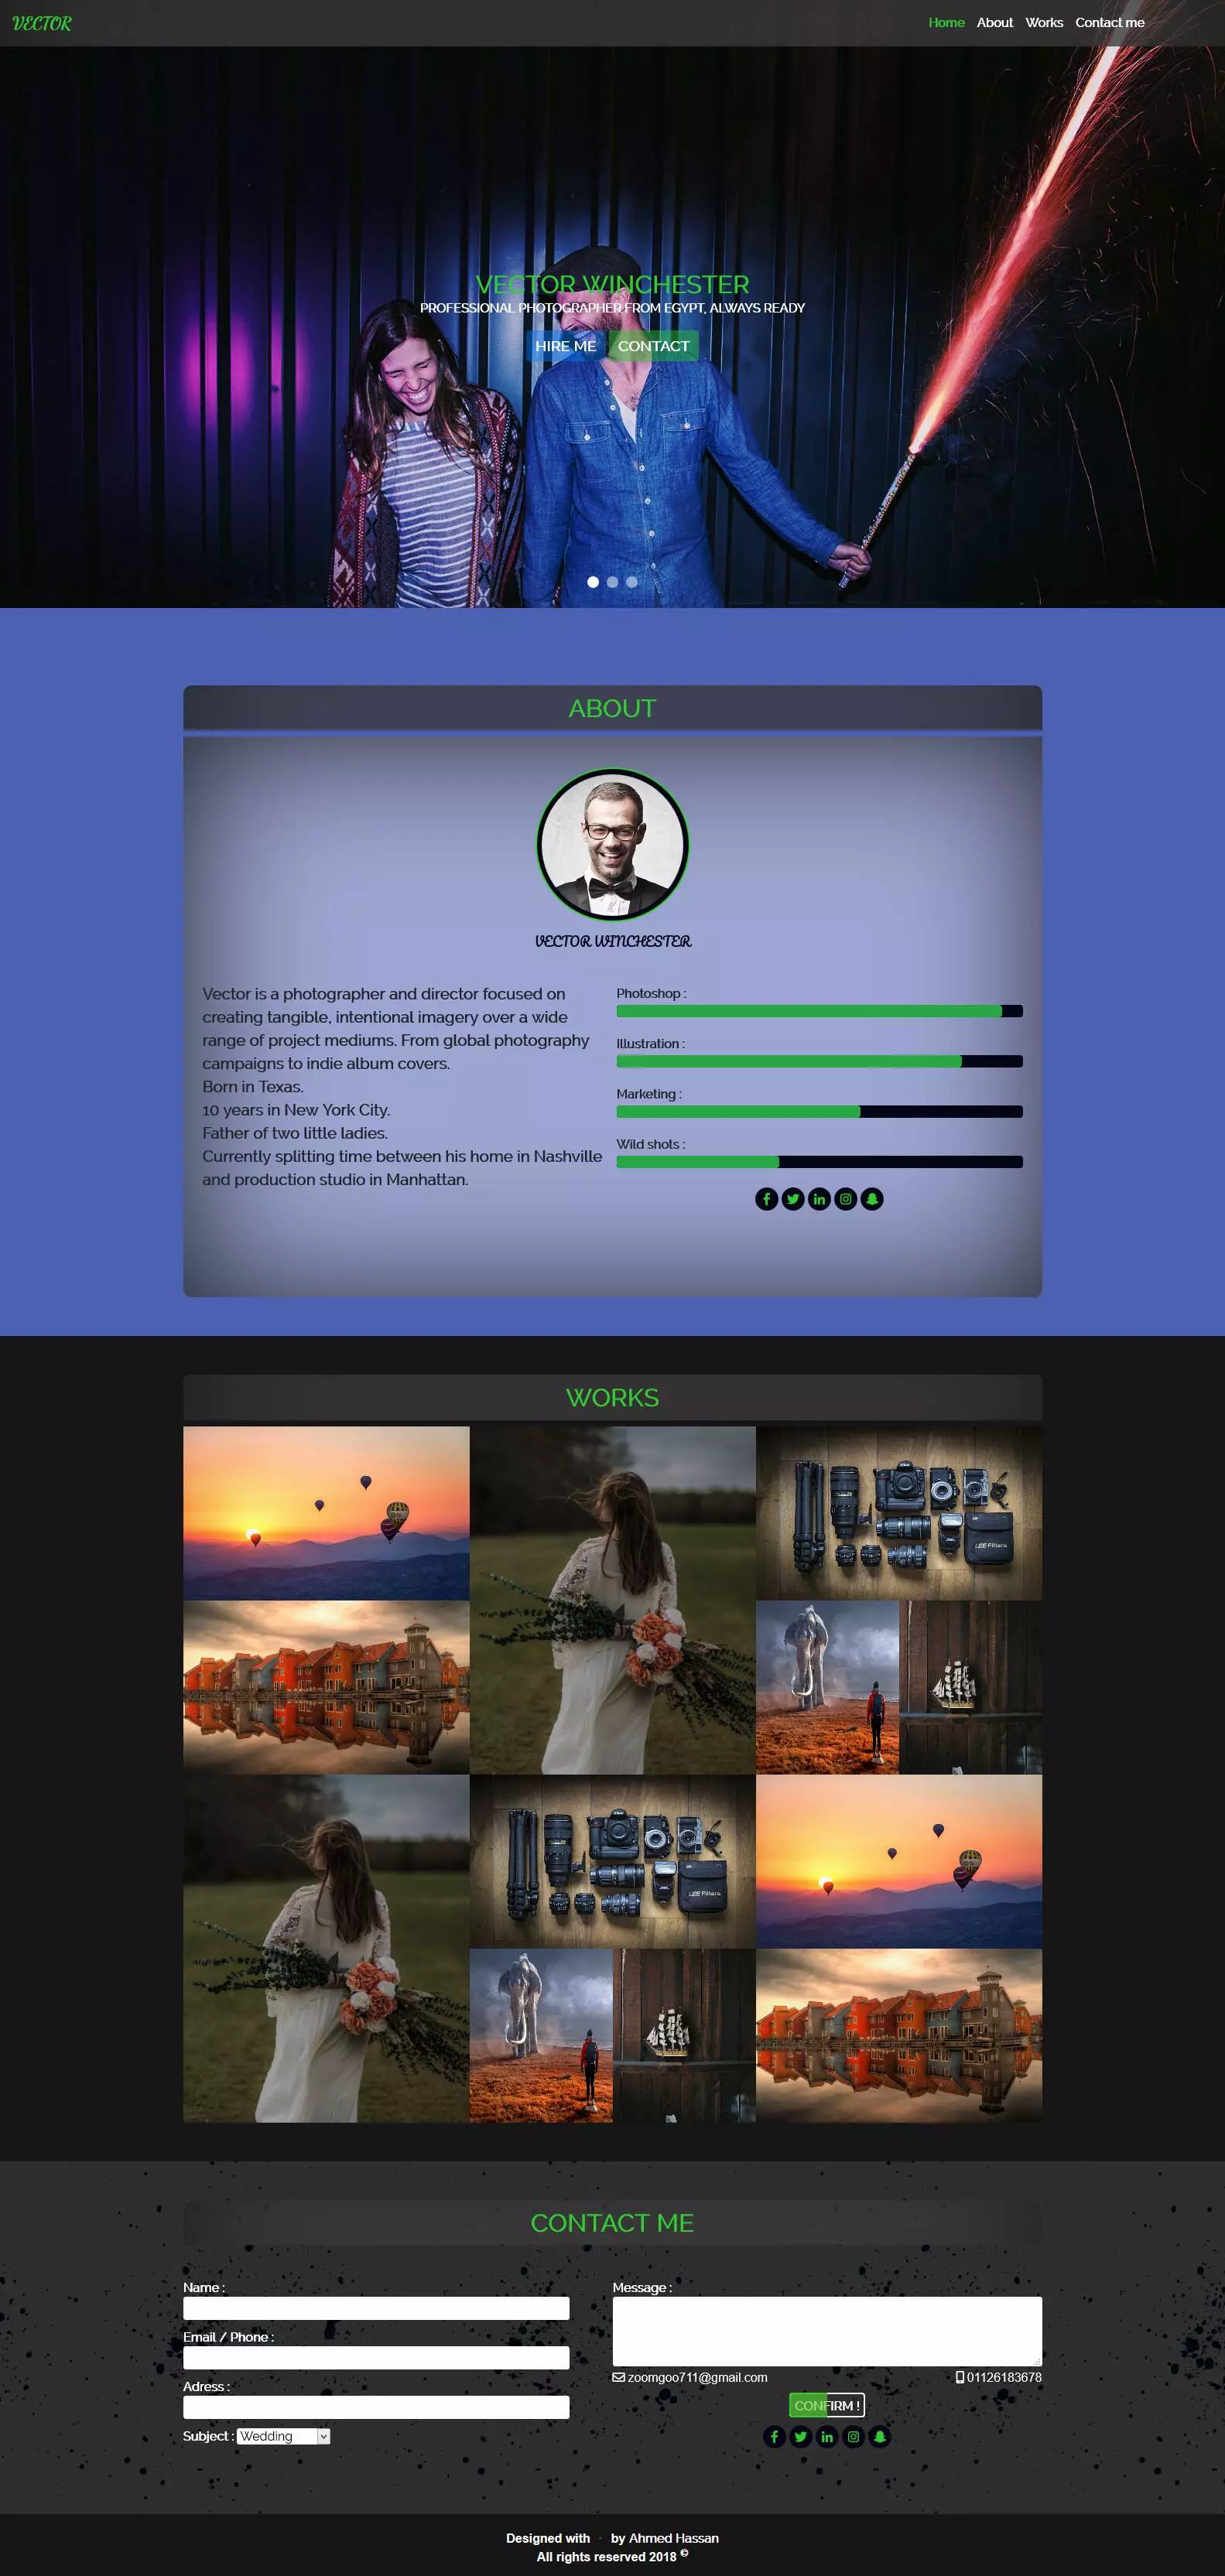 VECTOR
Home About Works Contact me
VECTOR WINCHESTER
PROFESSIONAL PHOTOGRAPHER FROM EGYPT, ALWAYS READY
HIRE ME CONTACT
ABOUT
VECTOR WINCHESTER
Vector is a photographer and director focused on
creating tangible, intentional imagery over a wide
range of project mediums. From global photography
campaigns to indie album covers.
Born in Texas.
10 years in New York City.
Father of two little ladies.
Currently splitting time between his home in Nashville
and production studio in Manhattan.
Photoshop :
Illustration :
Marketing :
Wild shots :
WORKS
LEE Filters
LEE Filters
CONTACT ME
Name :
Email / Phone :
Adress :
Subject : Wedding
Message :
zoomgoo711@gmail.com 01126183678
CONFIRM !
Designed with by Ahmed Hassan
All rights reserved 2018 ©